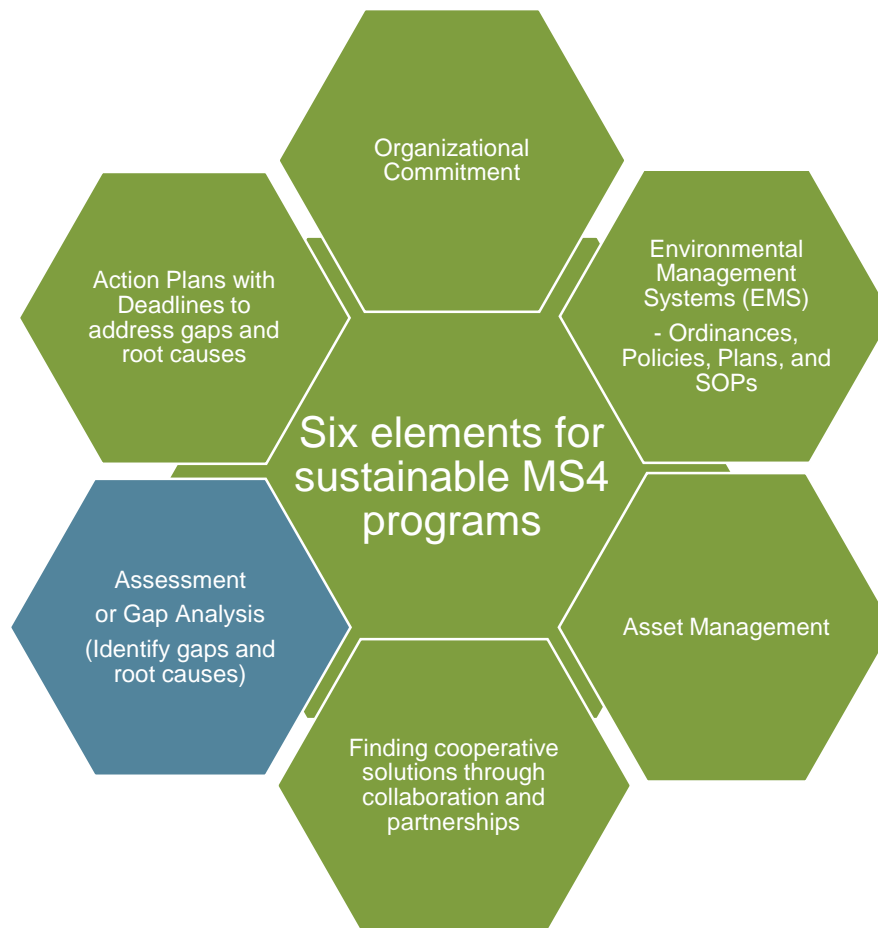 Organizational
Commitment
Environmental
Management
Systems (EMS)
- Ordinances,
Policies, Plans, and
SOPs
Action Plans with
Deadlines to
address gaps and
root causes
Six elements for
sustainable MS4
programs
Assessment
or Gap Analysis
(Identify gaps and
root causes)
Asset Management
Finding cooperative
solutions through
collaboration and
partnerships